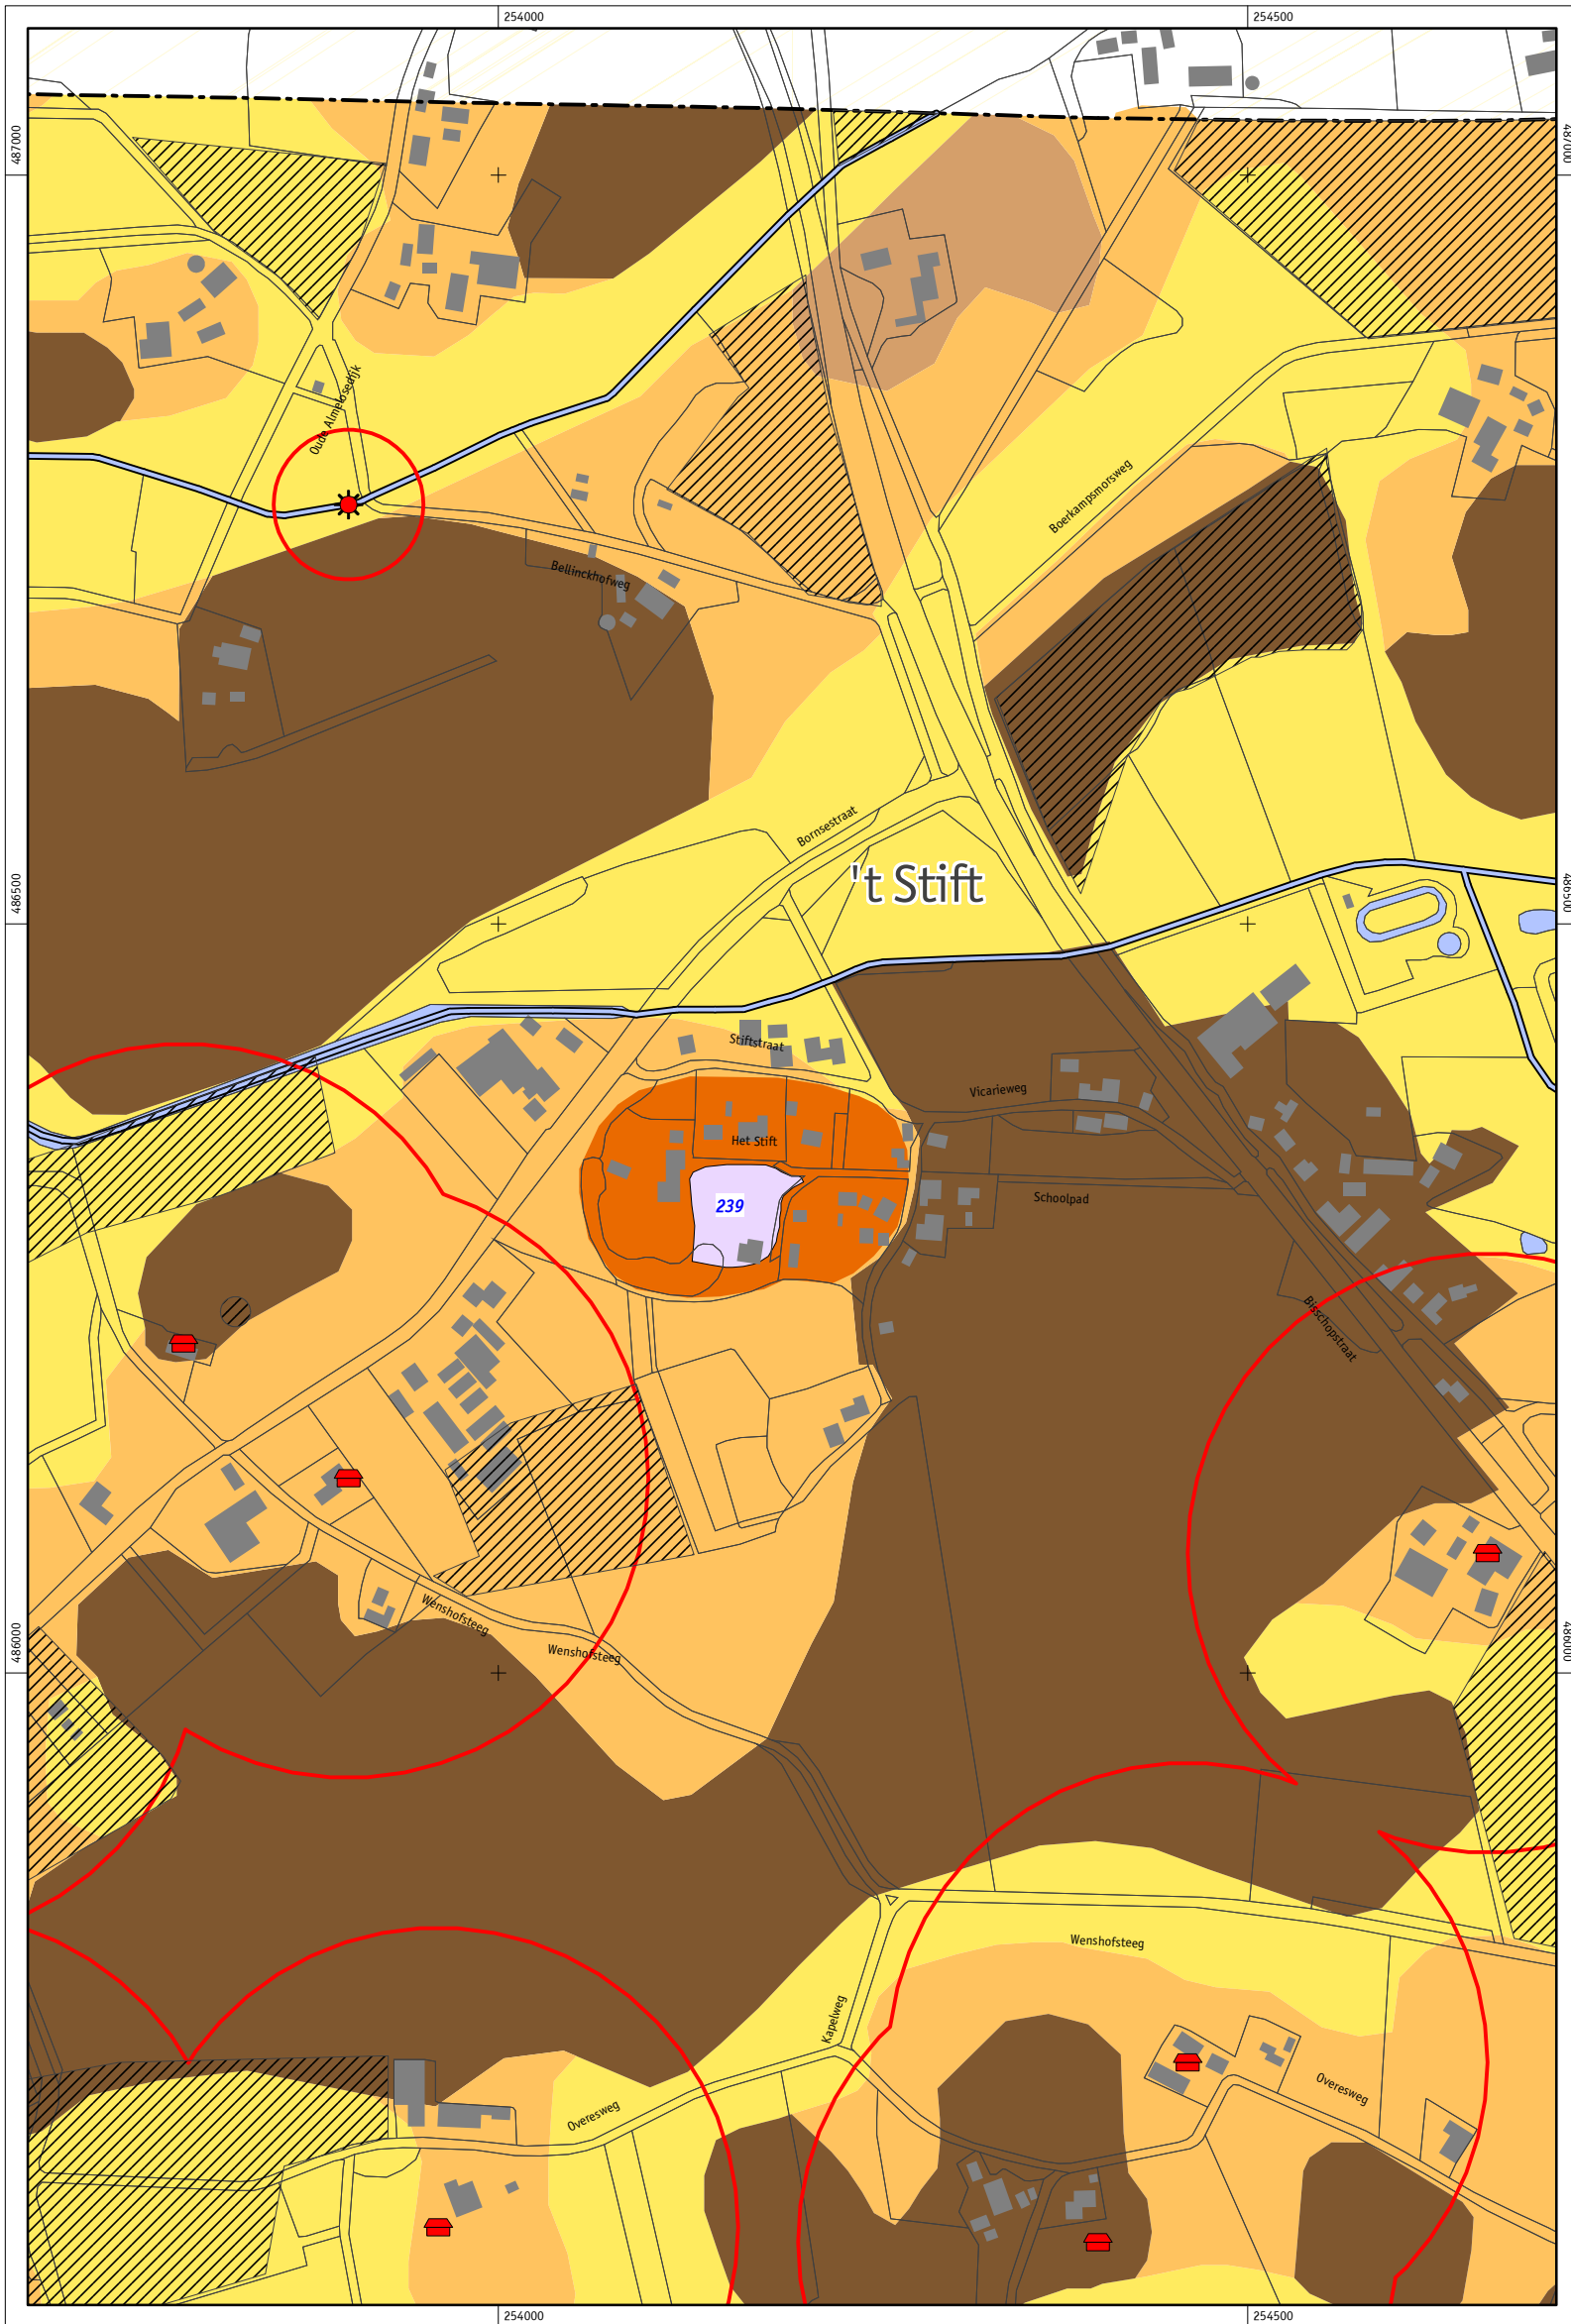 254000
254500
487000
487000
Oude Almelosedijk
Boerkampsmorsweg
Bellinckhofweg
Bornsestraat
't Stift
486500
486500
Stiftstraat
Vicarieweg
Het Stift
Schoolpad
239
Bisschopstraat
Wenshofsteeg
Wenshofsteeg
486000
486000
Wenshofsteeg
Kapelweg
Overesweg
Overesweg
254000
254500